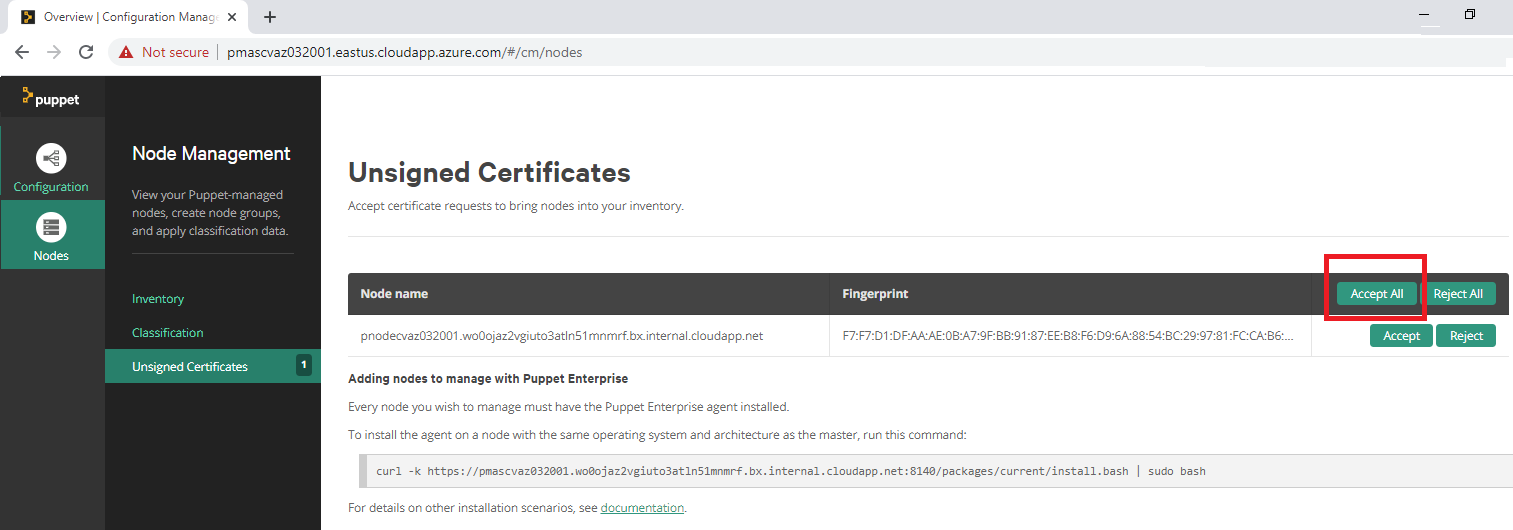 Overview | Configuration Manage
Not secure | pmascvaz032001.eastus.cloudapp.azure.com/#/cm/nodes
puppet
Configuration
Nodes
Node Management
View your Puppet-managed
nodes, create node groups,
and apply classification data.
Inventory
Classification
Unsigned Certificates 1
Unsigned Certificates
Accept certificate requests to bring nodes into your inventory.
Node name Fingerprint Accept All Reject All
pnodecvaz032001.wo0ojaz2vgiuto3atln51mnmrf.bx.internal.cloudapp.net F7:F7:D1:DF:AA:AE:0B:A7:9F:BB:91:87:EE:B8:F6:D9:6A:88:54:BC:29:97:81:FC:CA:B6:... Accept Reject
Adding nodes to manage with Puppet Enterprise
Every node you wish to manage must have the Puppet Enterprise agent installed.
To install the agent on a node with the same operating system and architecture as the master, run this command:
curl -k https://pmascvaz032001.wo0ojaz2vgiuto3atln51mnmrf.bx.internal.cloudapp.net:8140/packages/current/install.bash | sudo bash
For details on other installation scenarios, see documentation.